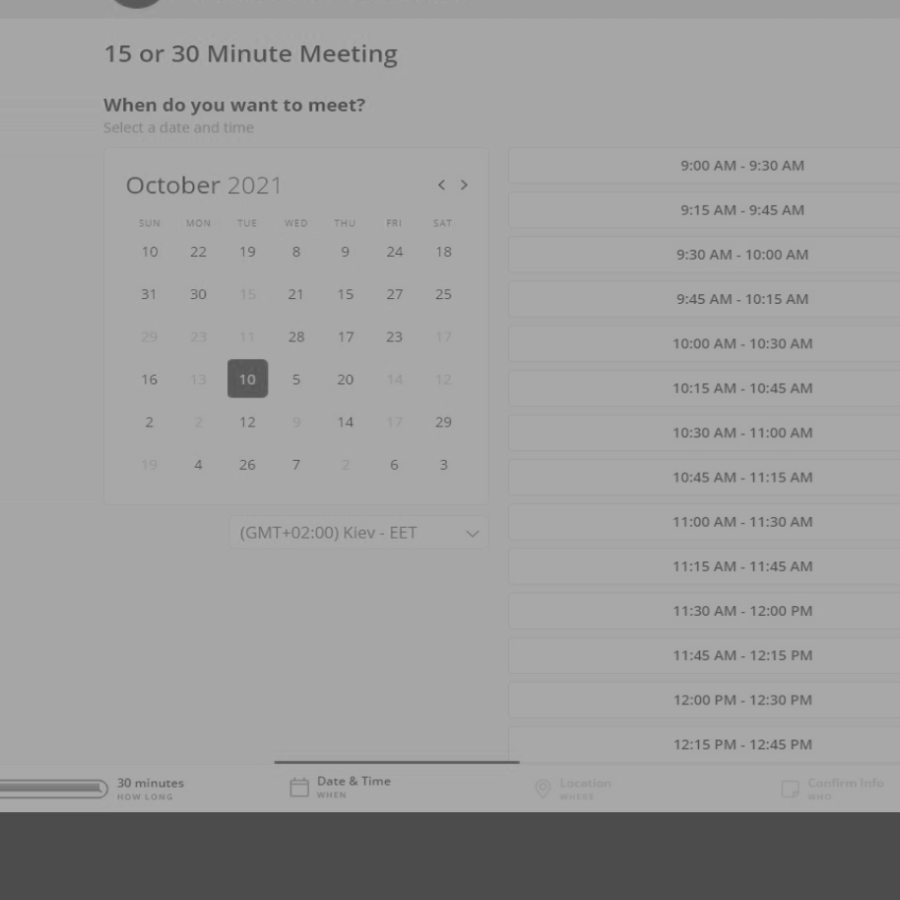 15 or 30 Minute Meeting
When do you want to meet?
Select a date and time
October 2021
SUN MON TUE WED THU FRI SAT
10 22 19 8 9 24 18
31 30 15 21 15 27 25
29 23 11 28 17 23 17
16 13 10 5 20 14 12
2 2 12 9 14 17 29
19 4 26 7 2 6 3
(GMT+02:00) Kiev - EET
9:00 AM - 9:30 AM
9:15 AM - 9:45 AM
9:30 AM - 10:00 AM
9:45 AM - 10:15 AM
10:00 AM - 10:30 AM
10:15 AM - 10:45 AM
10:30 AM - 11:00 AM
10:45 AM - 11:15 AM
11:00 AM - 11:30 AM
11:15 AM - 11:45 AM
11:30 AM - 12:00 PM
11:45 AM - 12:15 PM
12:00 PM - 12:30 PM
12:15 PM - 12:45 PM
30 minutes
HOW LONG
Date & Time
WHEN
Location
WHERE
Confirm Info
WHO